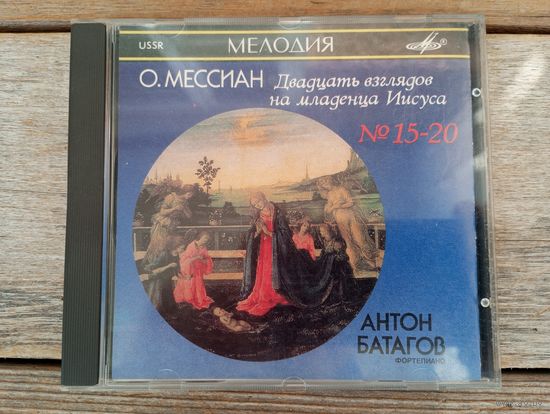 USSR
МЕЛОДИЯ
О. МЕССИАН Двадцать взглядов
на младенца Иисуса
№ 15-20
АНТОН
БАТАГОВ
ФОРТЕПИАНО